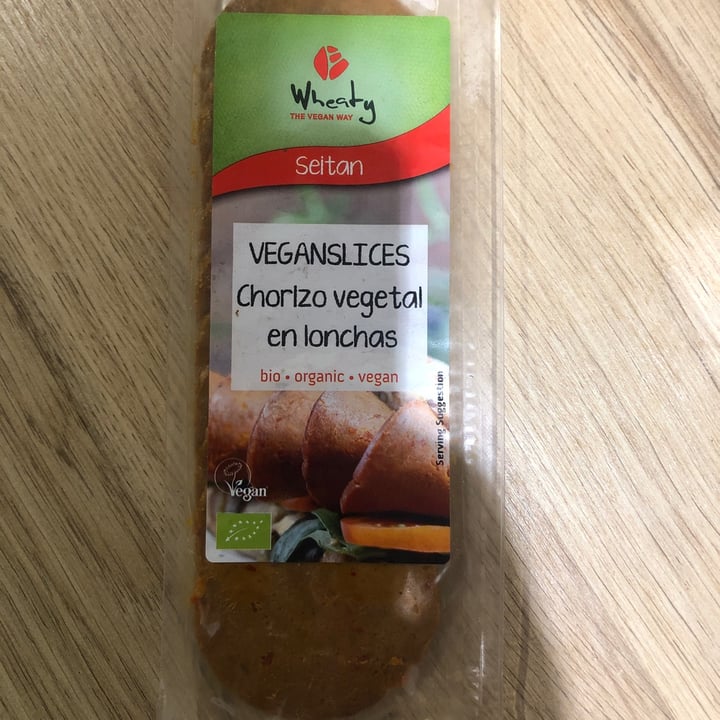 Wheaty
THE VEGAN WAY
Seitan
VEGANSLICES
Chorizo vegetal
en lonchas
bio • organic • vegan
Serving Suggestion
Vegan